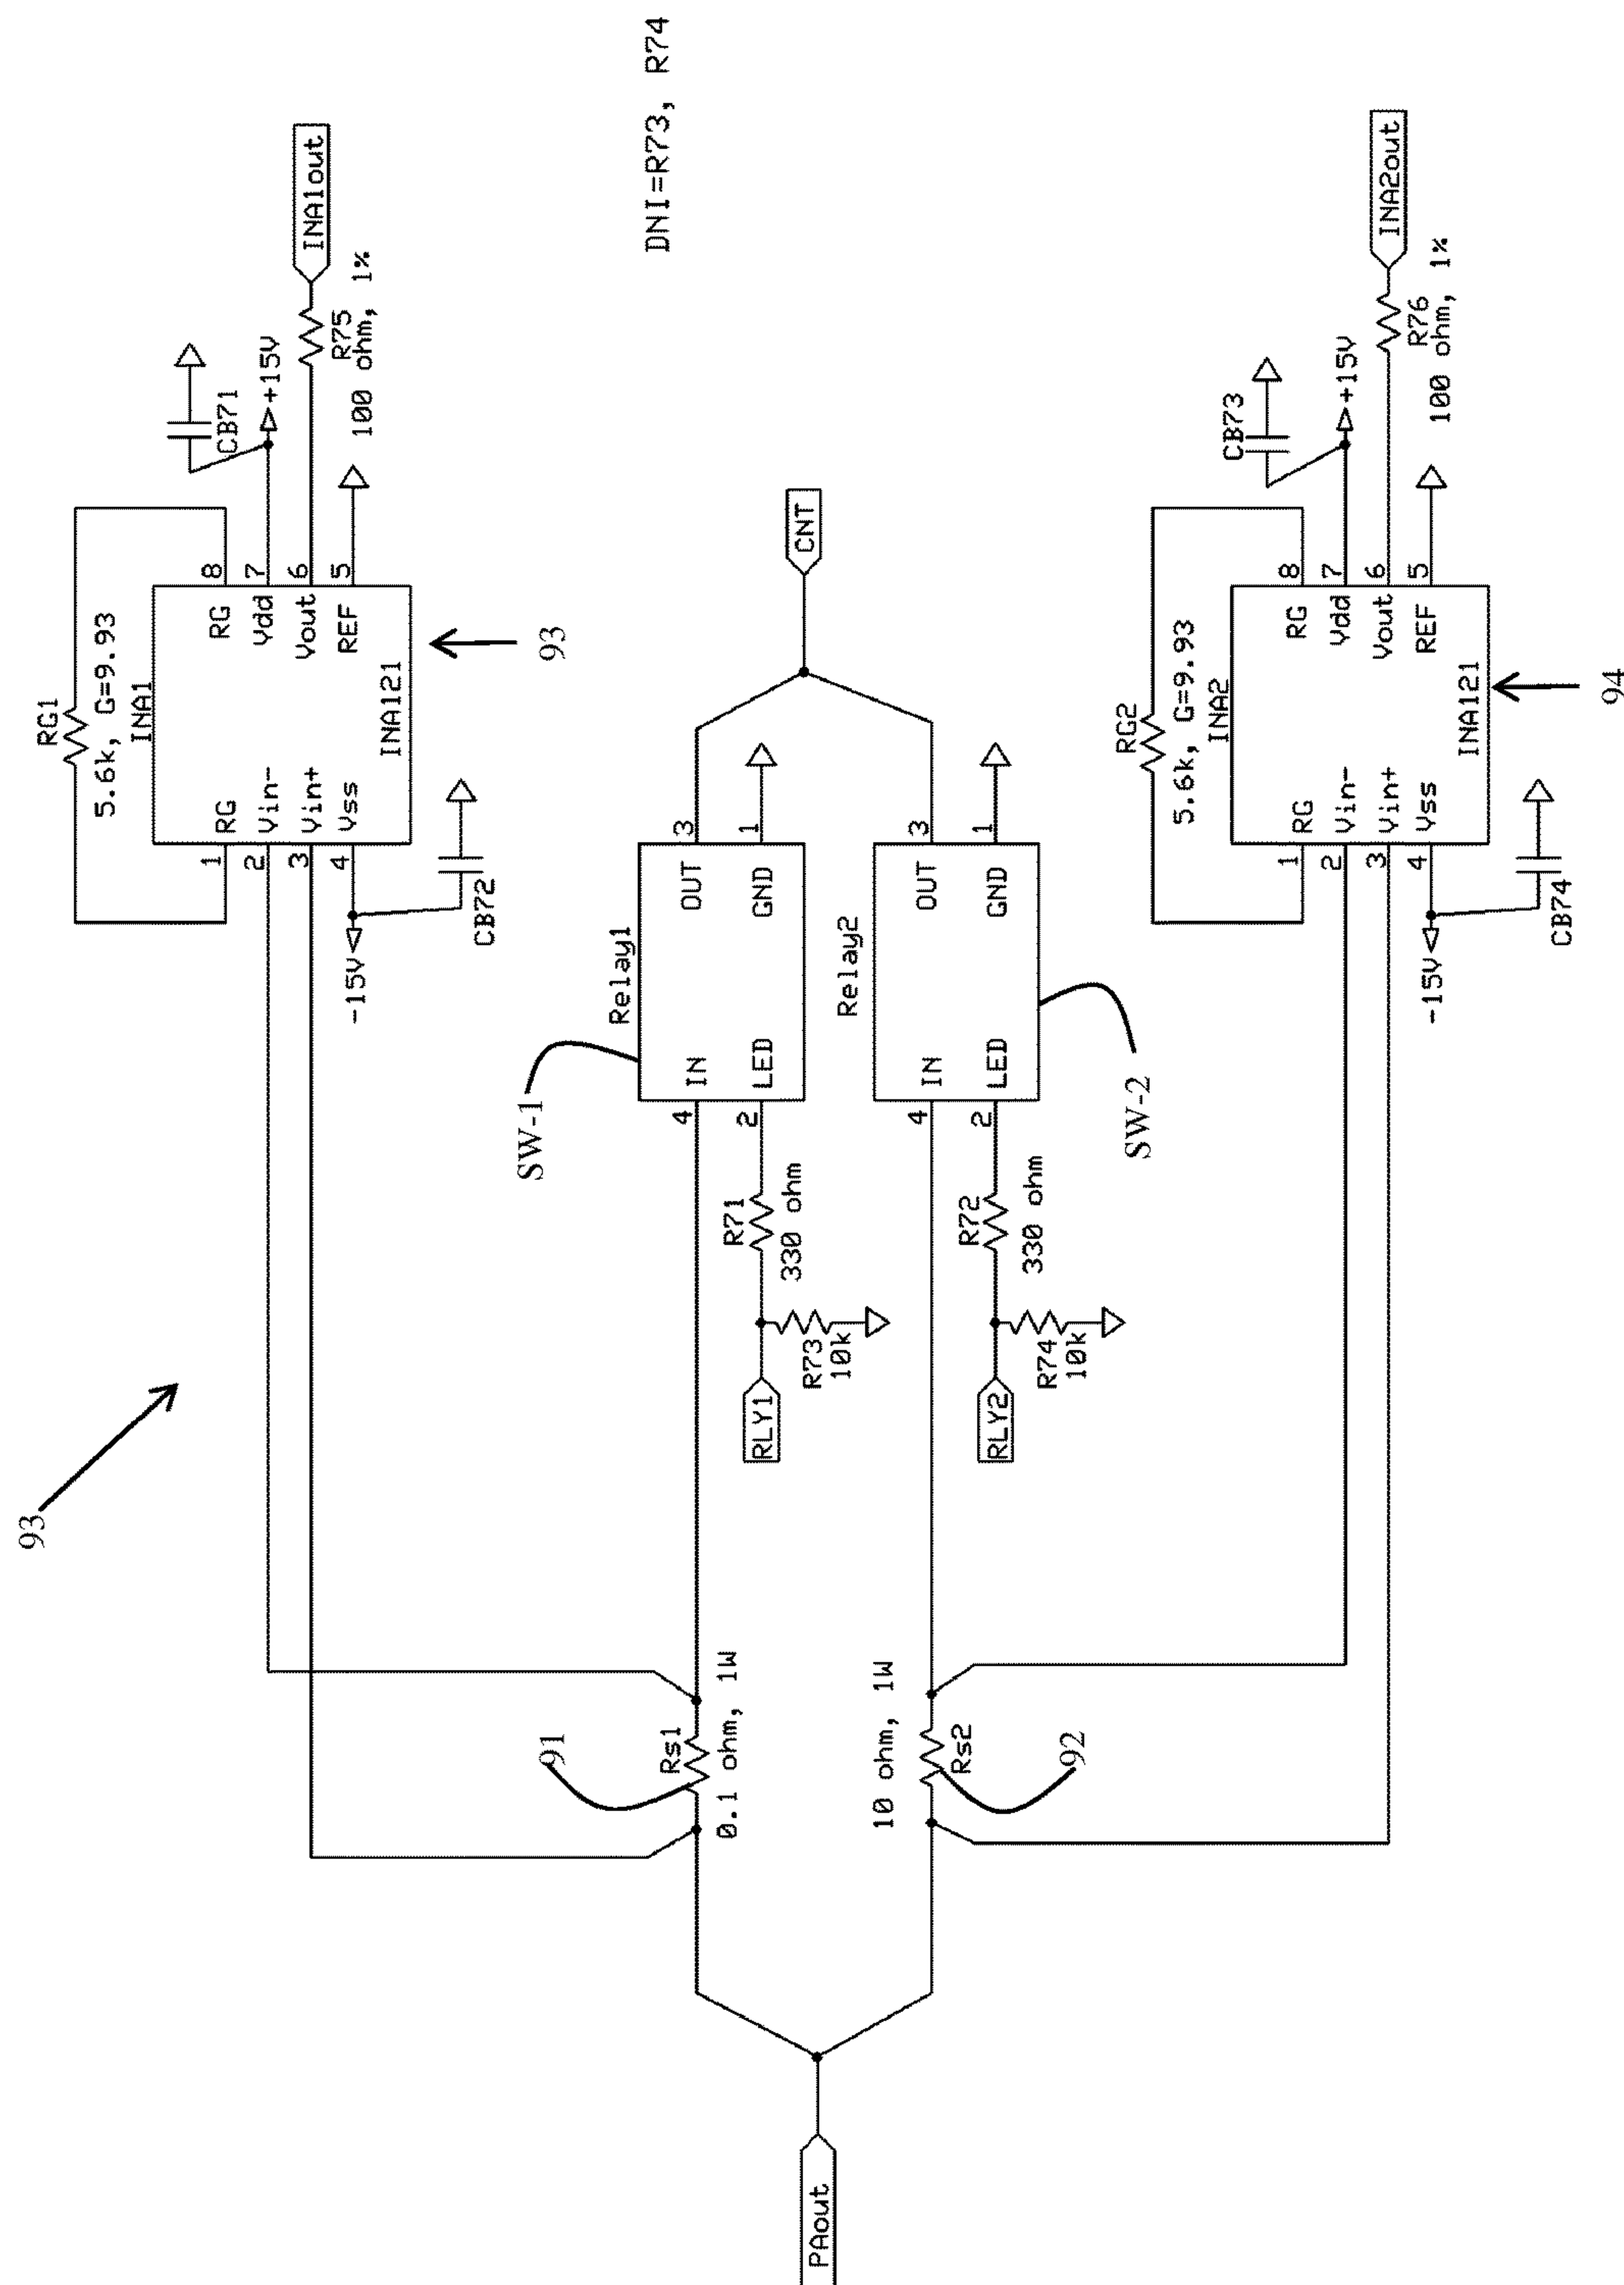 93
RG1
5.6k, G=9.93
INA1
1
2
3
4
RG
Vin-
Vin+
Vss
RG
Vdd
Vout
REF
8
7
6
5
INA121
-15V
CB72
CB71
+15V
R75
100 ohm, 1%
INA1out
93
DNI=R73, R74
SW-1
Relay1
4
2
IN
LED
OUT
GND
3
1
R71
330 ohm
RLY1
R73
10k
91
Rs1
0.1 ohm, 1W
PAout
CNT
10 ohm, 1W
Rs2
92
Relay2
4
2
IN
LED
OUT
GND
3
1
R72
330 ohm
RLY2
R74
10k
SW-2
RG2
5.6k, G=9.93
INA2
1
2
3
4
RG
Vin-
Vin+
Vss
RG
Vdd
Vout
REF
8
7
6
5
INA121
-15V
CB74
CB73
+15V
R76
100 ohm, 1%
INA2out
94